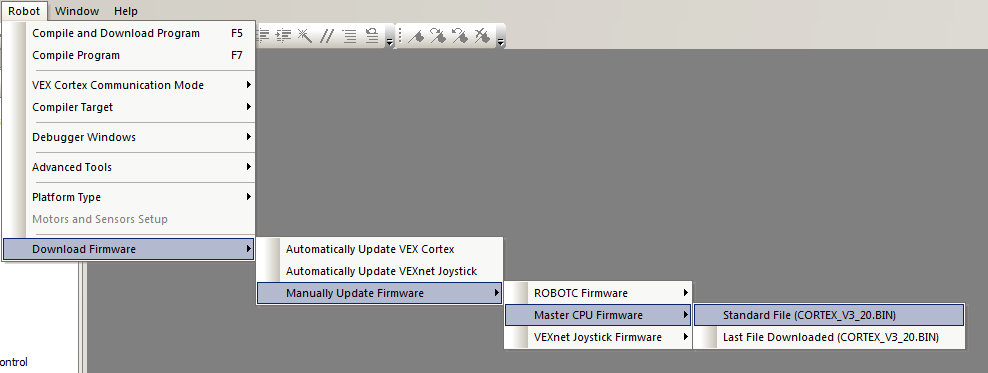 Robot Window Help
Compile and Download Program F5
Compile Program F7
VEX Cortex Communication Mode
Compiler Target
Debugger Windows
Advanced Tools
Platform Type
Motors and Sensors Setup
Download Firmware
Automatically Update VEX Cortex
Automatically Update VEXnet Joystick
Manually Update Firmware
ROBOTC Firmware
Master CPU Firmware
VEXnet Joystick Firmware
Standard File (CORTEX_V3_20.BIN)
Last File Downloaded (CORTEX_V3_20.BIN)
ontrol